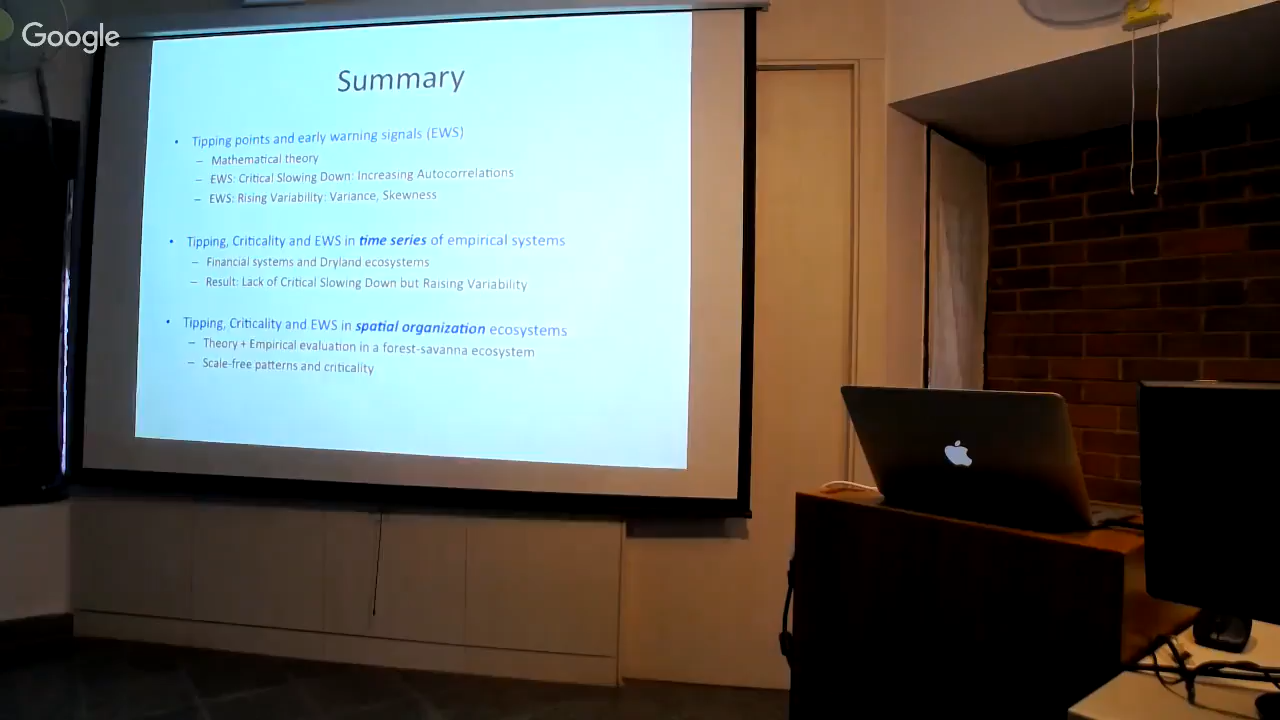 Google
Summary
• Tipping points and early warning signals (EWS)
– Mathematical theory
– EWS: Critical Slowing Down: Increasing Autocorrelations
– EWS: Rising Variability: Variance, Skewness
• Tipping, Criticality and EWS in time series of empirical systems
– Financial systems and Dryland ecosystems
– Result: Lack of Critical Slowing Down but Raising Variability
• Tipping, Criticality and EWS in spatial organization ecosystems
– Theory + Empirical evaluation in a forest-savanna ecosystem
– Scale-free patterns and criticality